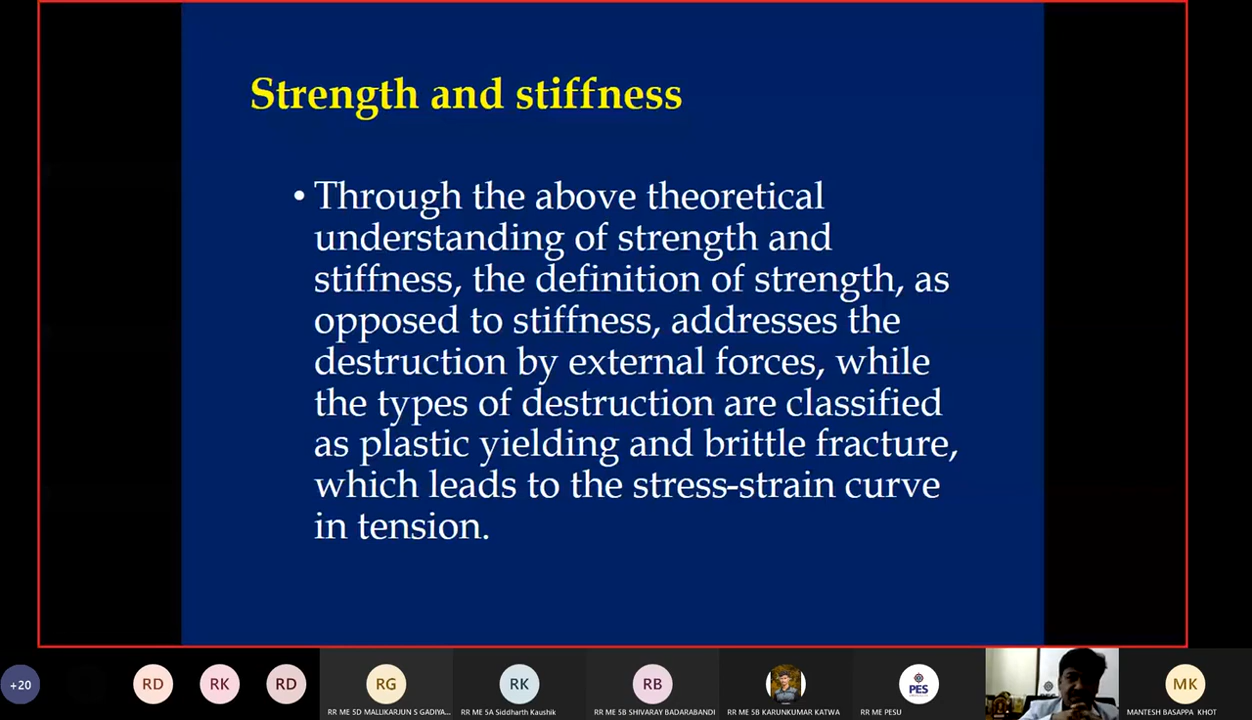 Strength and stiffness
• Through the above theoretical
understanding of strength and
stiffness, the definition of strength, as
opposed to stiffness, addresses the
destruction by external forces, while
the types of destruction are classified
as plastic yielding and brittle fracture,
which leads to the stress-strain curve
in tension.
+20
RD
RK
RD
RG
RK
RB
PES
MK
RR ME 5D MALLIKARJUN S GADIYA...
RR ME 5A Siddharth Kaushik
RR ME 5B SHIVARAY BADARABANDI
RR ME 5B KARUNKUMAR KATWA
RR ME PESU
MANTESH BASAPPA KHOT